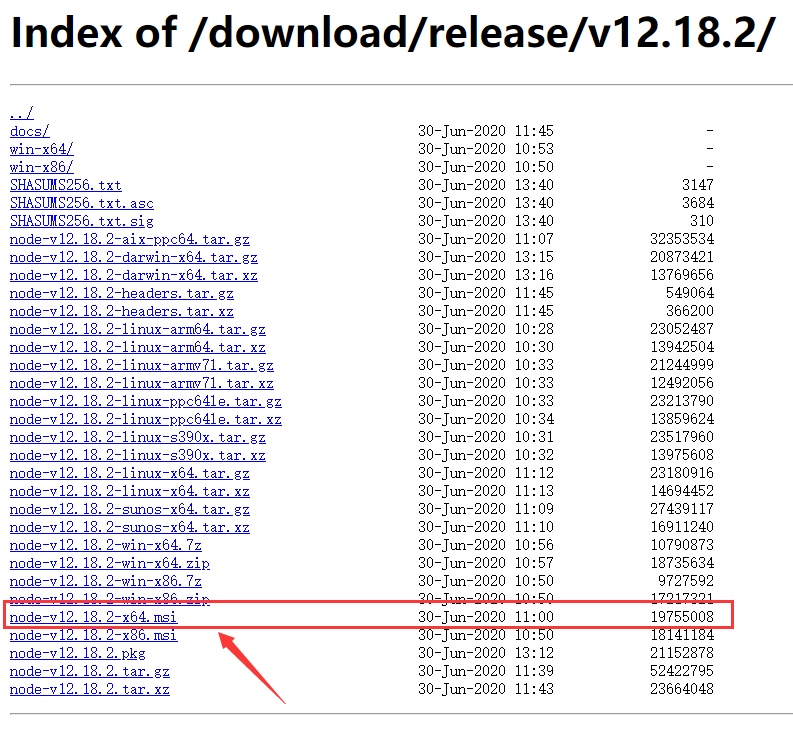 Index of /download/release/v12.18.2/
../
docs/ 30-Jun-2020 11:45 -
win-x64/ 30-Jun-2020 10:53 -
win-x86/ 30-Jun-2020 10:50 -
SHASUMS256.txt 30-Jun-2020 13:40 3147
SHASUMS256.txt.asc 30-Jun-2020 13:40 3684
SHASUMS256.txt.sig 30-Jun-2020 13:40 310
node-v12.18.2-aix-ppc64.tar.gz 30-Jun-2020 11:07 32353534
node-v12.18.2-darwin-x64.tar.gz 30-Jun-2020 13:15 20873421
node-v12.18.2-darwin-x64.tar.xz 30-Jun-2020 13:16 13769656
node-v12.18.2-headers.tar.gz 30-Jun-2020 11:45 549064
node-v12.18.2-headers.tar.xz 30-Jun-2020 11:45 366200
node-v12.18.2-linux-arm64.tar.gz 30-Jun-2020 10:28 23052487
node-v12.18.2-linux-arm64.tar.xz 30-Jun-2020 10:30 13942504
node-v12.18.2-linux-armv7l.tar.gz 30-Jun-2020 10:33 21244999
node-v12.18.2-linux-armv7l.tar.xz 30-Jun-2020 10:33 12492056
node-v12.18.2-linux-ppc64le.tar.gz 30-Jun-2020 10:33 23213790
node-v12.18.2-linux-ppc64le.tar.xz 30-Jun-2020 10:34 13859624
node-v12.18.2-linux-s390x.tar.gz 30-Jun-2020 10:31 23517960
node-v12.18.2-linux-s390x.tar.xz 30-Jun-2020 10:32 13975608
node-v12.18.2-linux-x64.tar.gz 30-Jun-2020 11:12 23180916
node-v12.18.2-linux-x64.tar.xz 30-Jun-2020 11:13 14694452
node-v12.18.2-sunos-x64.tar.gz 30-Jun-2020 11:09 27439117
node-v12.18.2-sunos-x64.tar.xz 30-Jun-2020 11:10 16911240
node-v12.18.2-win-x64.7z 30-Jun-2020 10:56 10790873
node-v12.18.2-win-x64.zip 30-Jun-2020 10:57 18735634
node-v12.18.2-win-x86.7z 30-Jun-2020 10:50 9727592
node-v12.18.2-win-x86.zip 30-Jun-2020 10:50 17217321
node-v12.18.2-x64.msi 30-Jun-2020 11:00 19755008
node-v12.18.2-x86.msi 30-Jun-2020 10:50 18141184
node-v12.18.2.pkg 30-Jun-2020 13:12 21152878
node-v12.18.2.tar.gz 30-Jun-2020 11:39 52422795
node-v12.18.2.tar.xz 30-Jun-2020 11:43 23664048